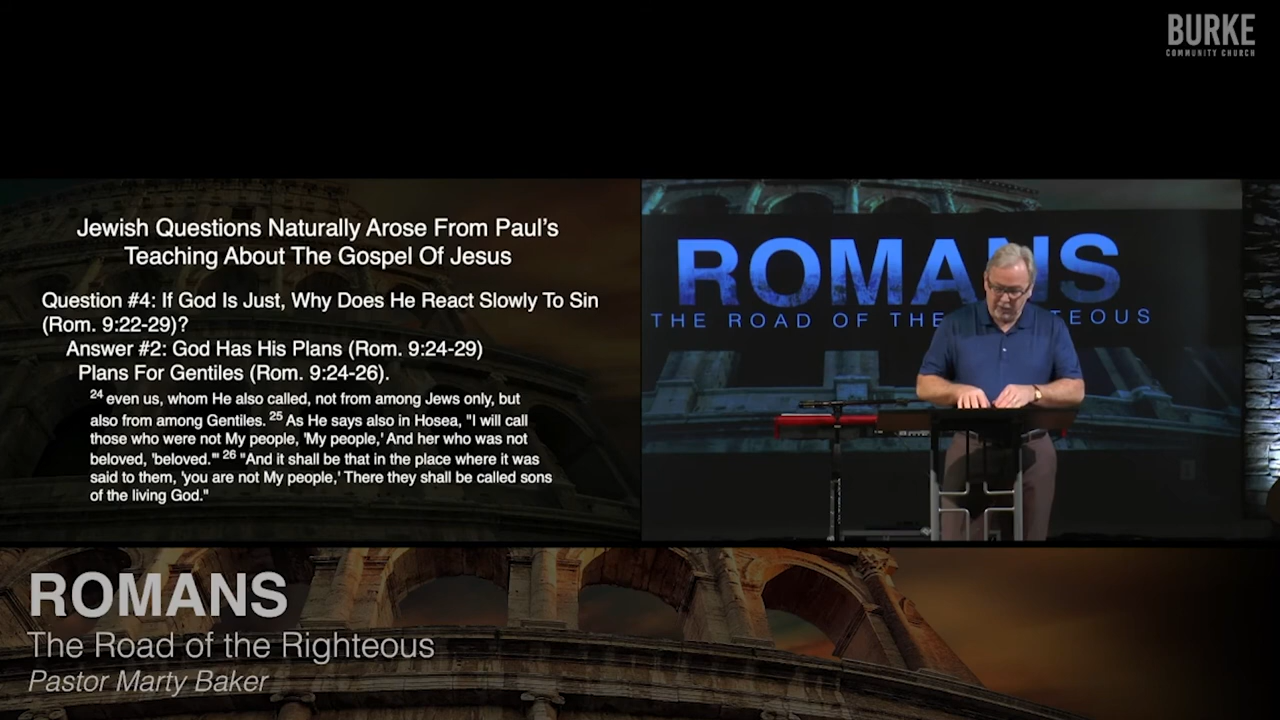 BURKE
COMMUNITY CHURCH
Jewish Questions Naturally Arose From Paul's
Teaching About The Gospel Of Jesus
Question #4: If God Is Just, Why Does He React Slowly To Sin
(Rom. 9:22-29)?
Answer #2: God Has His Plans (Rom. 9:24-29)
Plans For Gentiles (Rom. 9:24-26).
24 even us, whom He also called, not from among Jews only, but
also from among Gentiles. 25 As He says also in Hosea, "I will call
those who were not My people, 'My people,' And her who was not
beloved, 'beloved.'" 26 "And it shall be that in the place where it was
said to them, 'you are not My people,' There they shall be called sons
of the living God."
ROMANS
THE ROAD OF THE TEOUS
ROMANS
The Road of the Righteous
Pastor Marty Baker